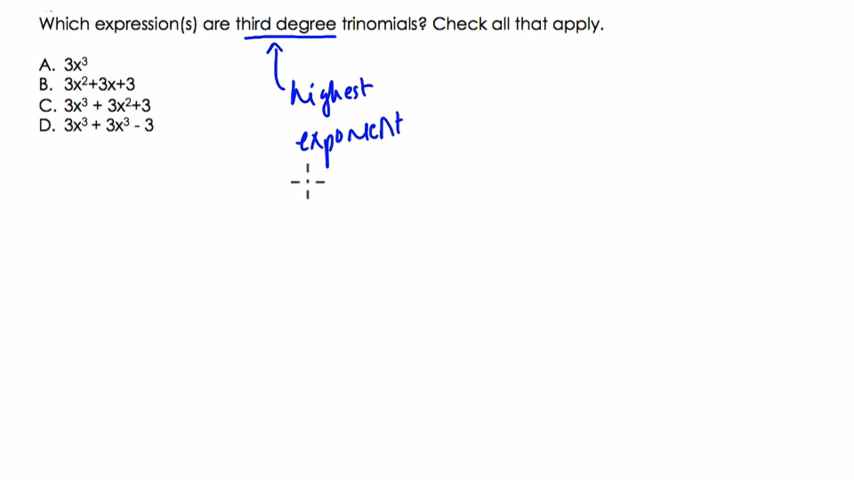 Which expression(s) are third degree trinomials? Check all that apply.
A. 3x³
B. 3x²+3x+3
C. 3x³ + 3x²+3
D. 3x³ + 3x³ - 3
highest
exponent